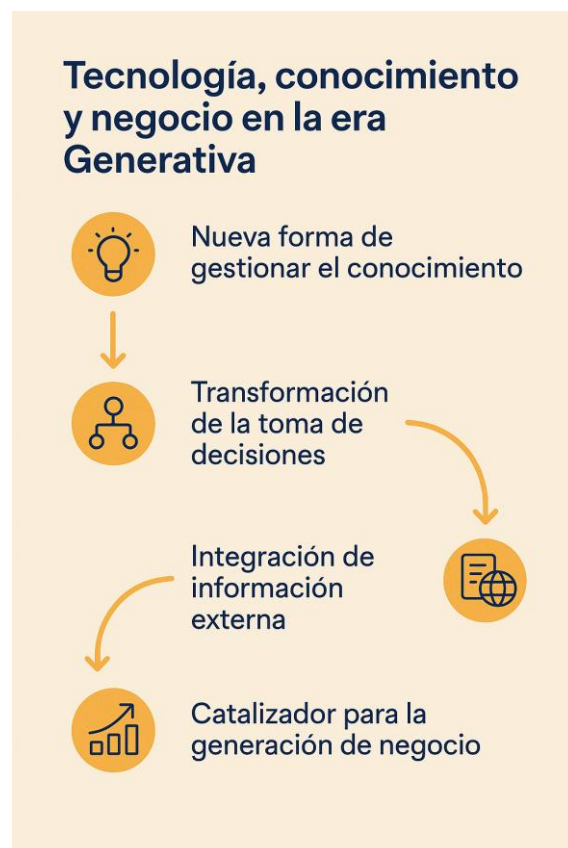 Tecnología, conocimiento
y negocio en la era
Generativa
Nueva forma de
gestionar el conocimiento
Transformación
de la toma de
decisiones
Integración de
información
externa
Catalizador para la
generación de negocio